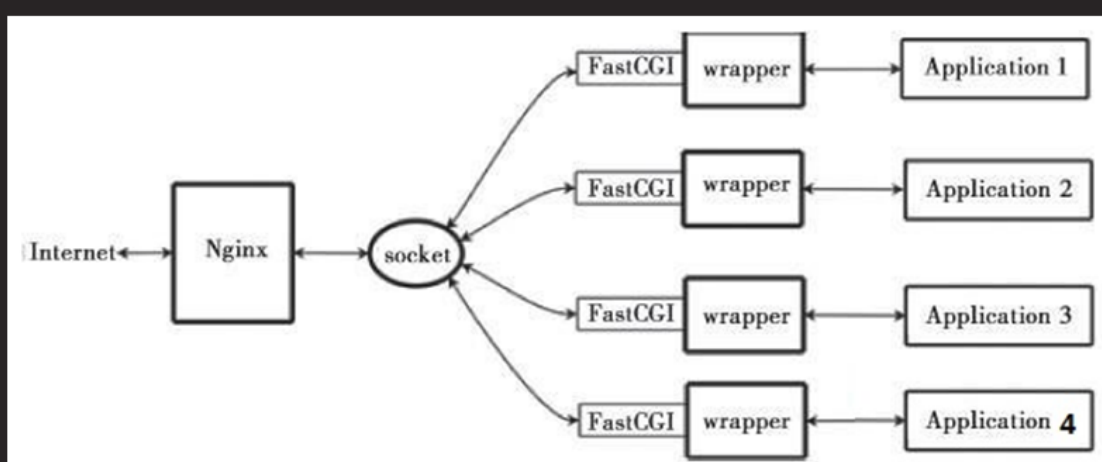 FastCGI wrapper Application 1
FastCGI wrapper Application 2
Internet Nginx socket
FastCGI wrapper Application 3
FastCGI wrapper Application 4